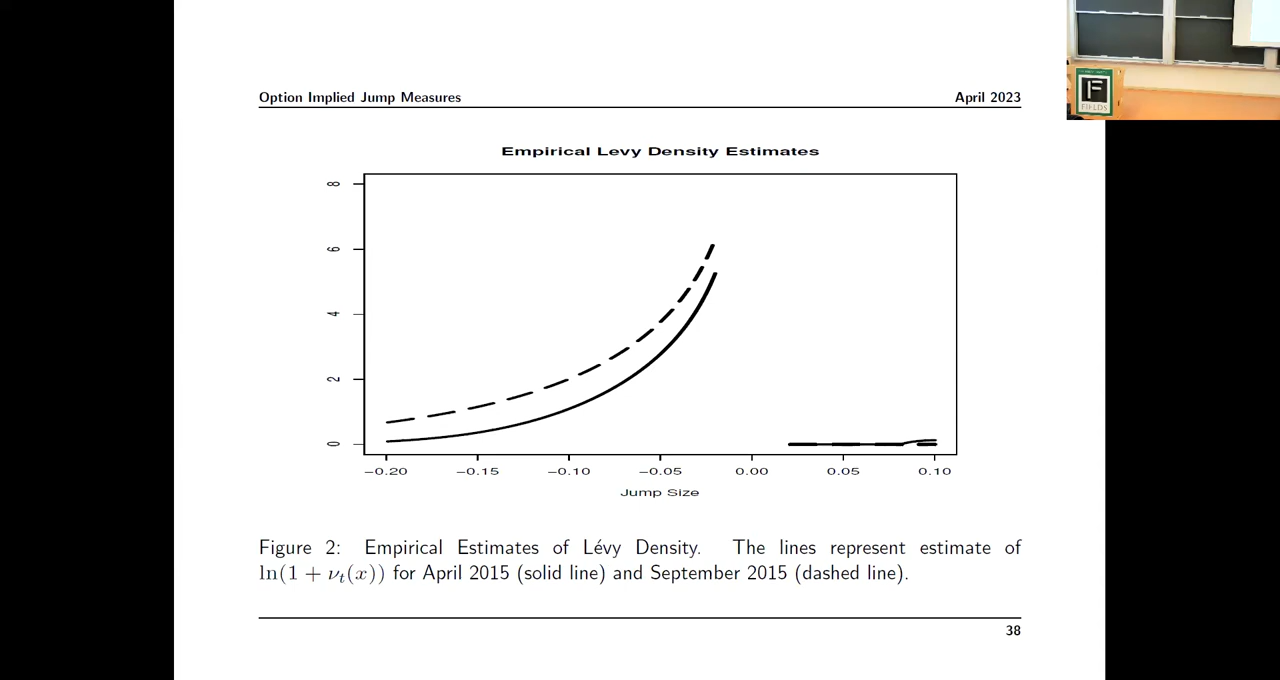 Option Implied Jump Measures April 2023
Empirical Levy Density Estimates
8
6
4
2
0
−0.20 −0.15 −0.10 −0.05 0.00 0.05 0.10
Jump Size
Figure 2: Empirical Estimates of Lévy Density. The lines represent estimate of
ln(1 + νt(x)) for April 2015 (solid line) and September 2015 (dashed line).
38
F
FIELDS